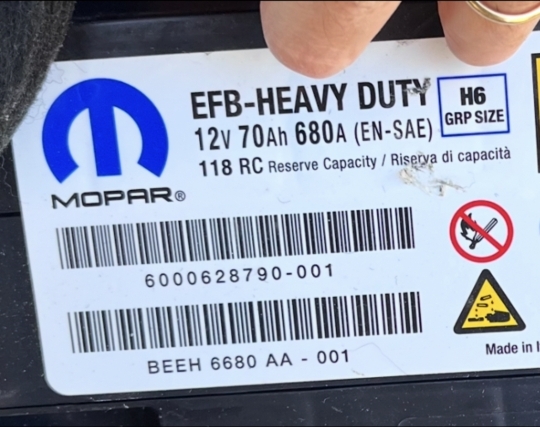 EFB-HEAVY DUTY
H6
GRP SIZE
12V 70Ah 680A (EN-SAE)
118 RC Reserve Capacity / Riserva di capacità
MOPAR®
6000628790-001
BEEH 6680 AA - 001
Made in